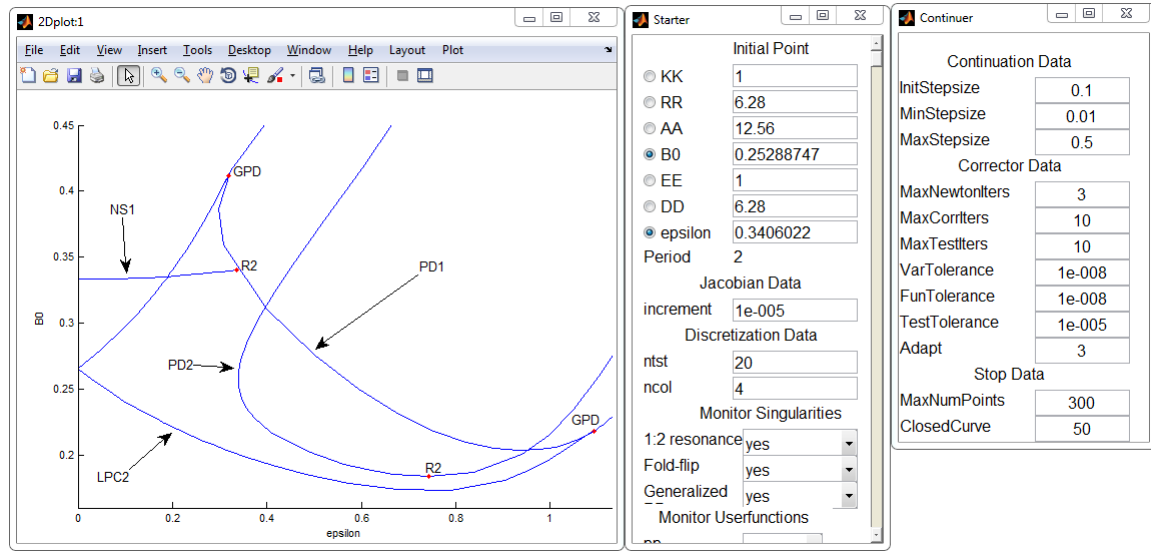 2Dplot:1
File Edit View Insert Tools Desktop Window Help Layout Plot
0.45
0.4
0.35
0.3
0.25
0.2
B0
0 0.2 0.4 0.6 0.8 1
epsilon
GPD
NS1
R2
PD1
PD2
GPD
R2
LPC2
Starter
Initial Point
KK 1
RR 6.28
AA 12.56
B0 0.25288747
EE 1
DD 6.28
epsilon 0.3406022
Period 2
Jacobian Data
increment 1e-005
Discretization Data
ntst 20
ncol 4
Monitor Singularities
1:2 resonance yes
Fold-flip yes
Generalized yes
Monitor Userfunctions
Continuer
Continuation Data
InitStepsize 0.1
MinStepsize 0.01
MaxStepsize 0.5
Corrector Data
MaxNewtonIters 3
MaxCorrIters 10
MaxTestIters 10
VarTolerance 1e-008
FunTolerance 1e-008
TestTolerance 1e-005
Adapt 3
Stop Data
MaxNumPoints 300
ClosedCurve 50